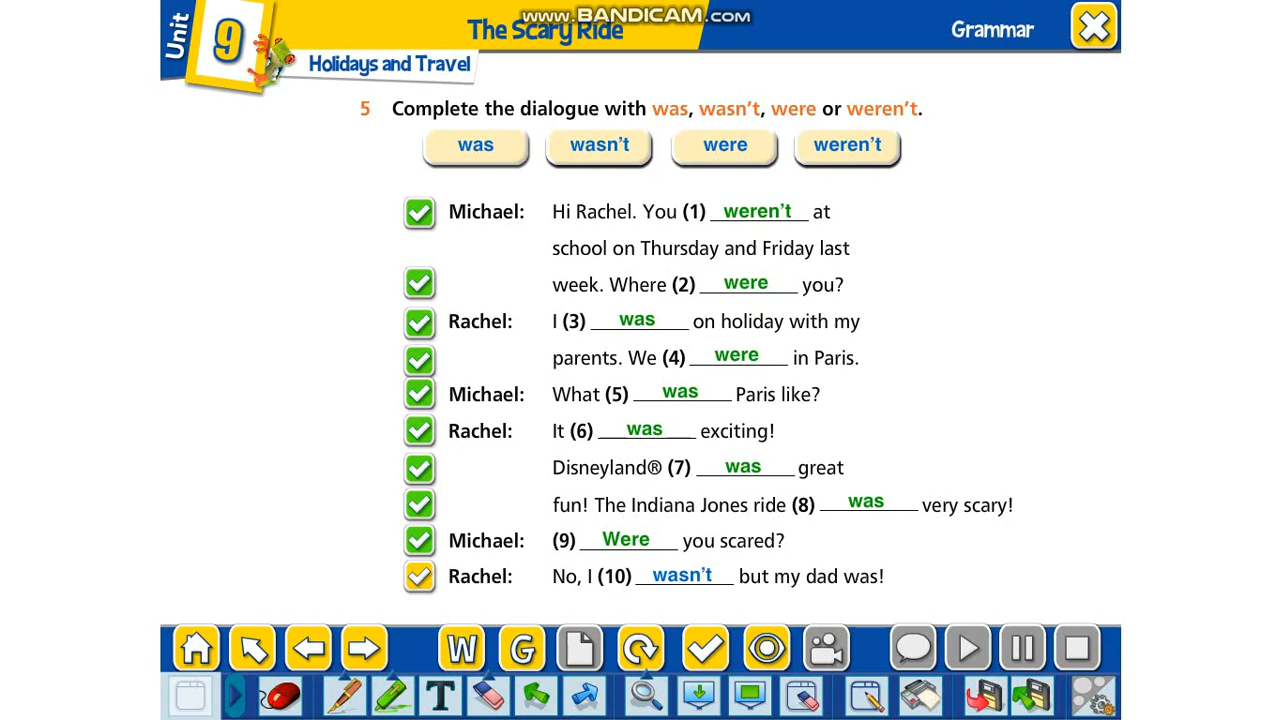 www.BANDICAM.com
Unit 9
The Scary Ride
Grammar
Holidays and Travel
5 Complete the dialogue with was, wasn't, were or weren't.
was wasn't were weren't
Michael: Hi Rachel. You (1) weren't at
school on Thursday and Friday last
week. Where (2) were you?
Rachel: I (3) was on holiday with my
parents. We (4) were in Paris.
Michael: What (5) was Paris like?
Rachel: It (6) was exciting!
Disneyland® (7) was great
fun! The Indiana Jones ride (8) was very scary!
Michael: (9) Were you scared?
Rachel: No, I (10) wasn't but my dad was!
W G
T